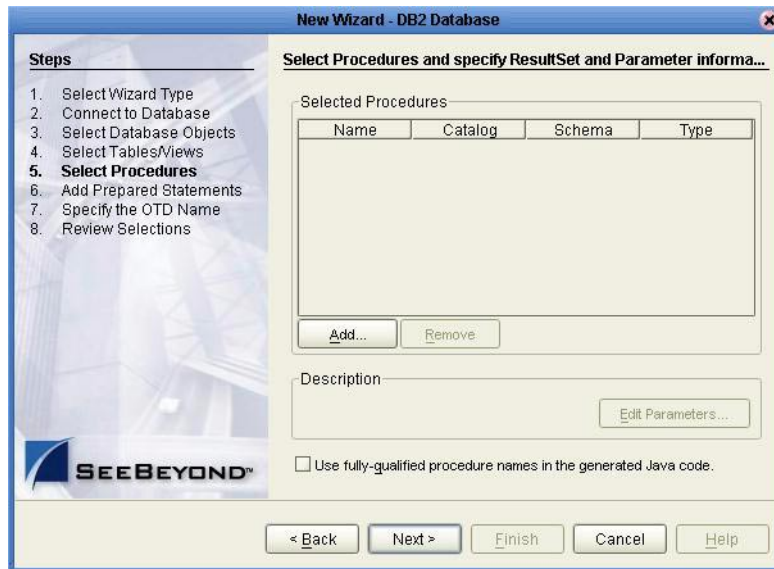 New Wizard - DB2 Database
Steps
1. Select Wizard Type
2. Connect to Database
3. Select Database Objects
4. Select Tables/Views
5. Select Procedures
6. Add Prepared Statements
7. Specify the OTD Name
8. Review Selections
SEEBEYOND™
Select Procedures and specify ResultSet and Parameter informa...
Selected Procedures
Name Catalog Schema Type
Add... Remove
Description
Edit Parameters...
Use fully-qualified procedure names in the generated Java code.
< Back Next > Finish Cancel Help